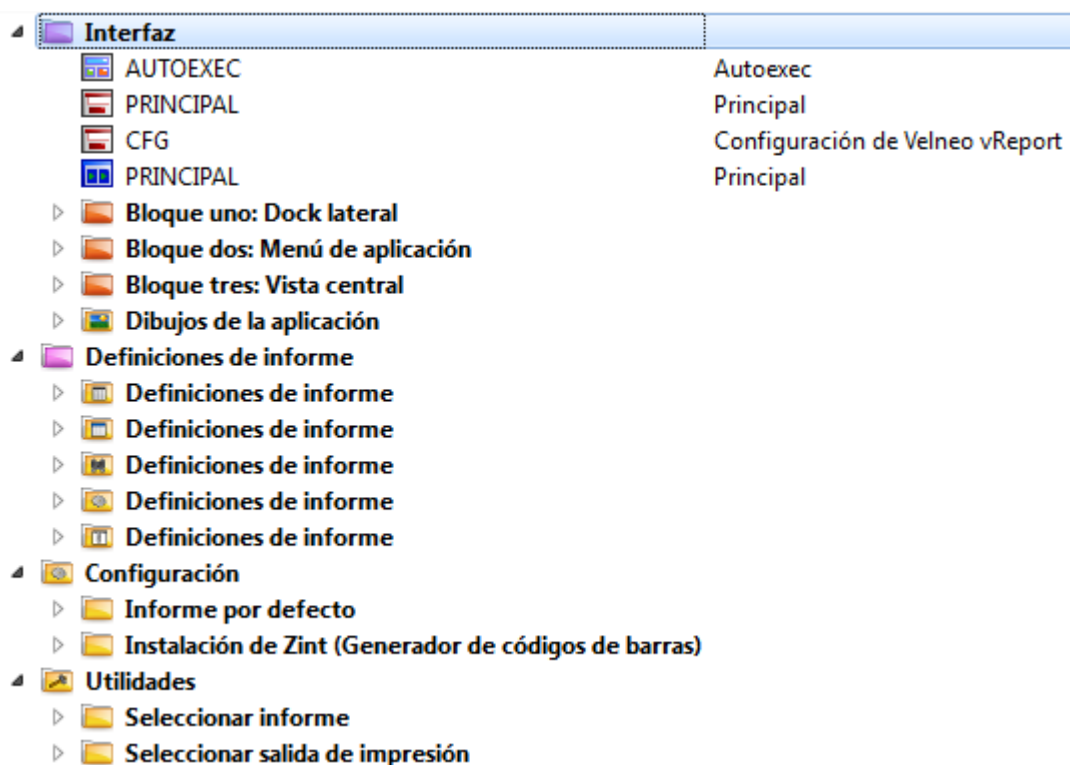 Interfaz
AUTOEXEC Autoexec
PRINCIPAL Principal
CFG Configuración de Velneo vReport
PRINCIPAL Principal
Bloque uno: Dock lateral
Bloque dos: Menú de aplicación
Bloque tres: Vista central
Dibujos de la aplicación
Definiciones de informe
Definiciones de informe
Definiciones de informe
Definiciones de informe
Definiciones de informe
Definiciones de informe
Configuración
Informe por defecto
Instalación de Zint (Generador de códigos de barras)
Utilidades
Seleccionar informe
Seleccionar salida de impresión